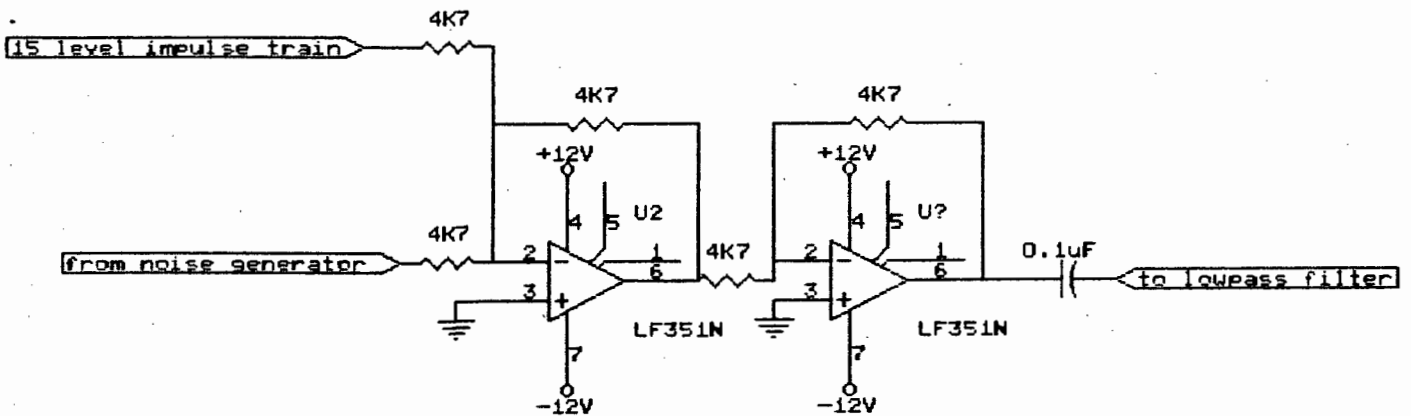 4K7
15 level impulse train
4K7
4K7
+12V
+12V
4
5
U2
4
5
U?
4K7
2
-
1
6
4K7
2
-
1
6
0.1uF
from noise generator
to lowpass filter
3
+
3
+
LF351N
LF351N
7
7
-12V
-12V